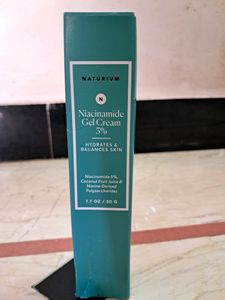 NATURIUM
N
Niacinamide
Gel Cream
5%
HYDRATES &
BALANCES SKIN
Niacinamide 5%,
Coconut Fruit Juice &
Marine-Derived
Polysaccharides
1.7 OZ / 50 G